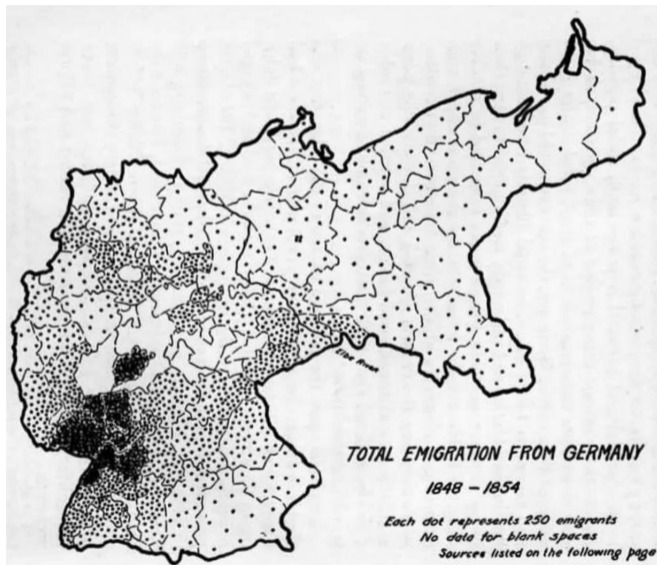 Elbe River
TOTAL EMIGRATION FROM GERMANY
1848 – 1854
Each dot represents 250 emigrants
No data for blank spaces
Sources listed on the following page